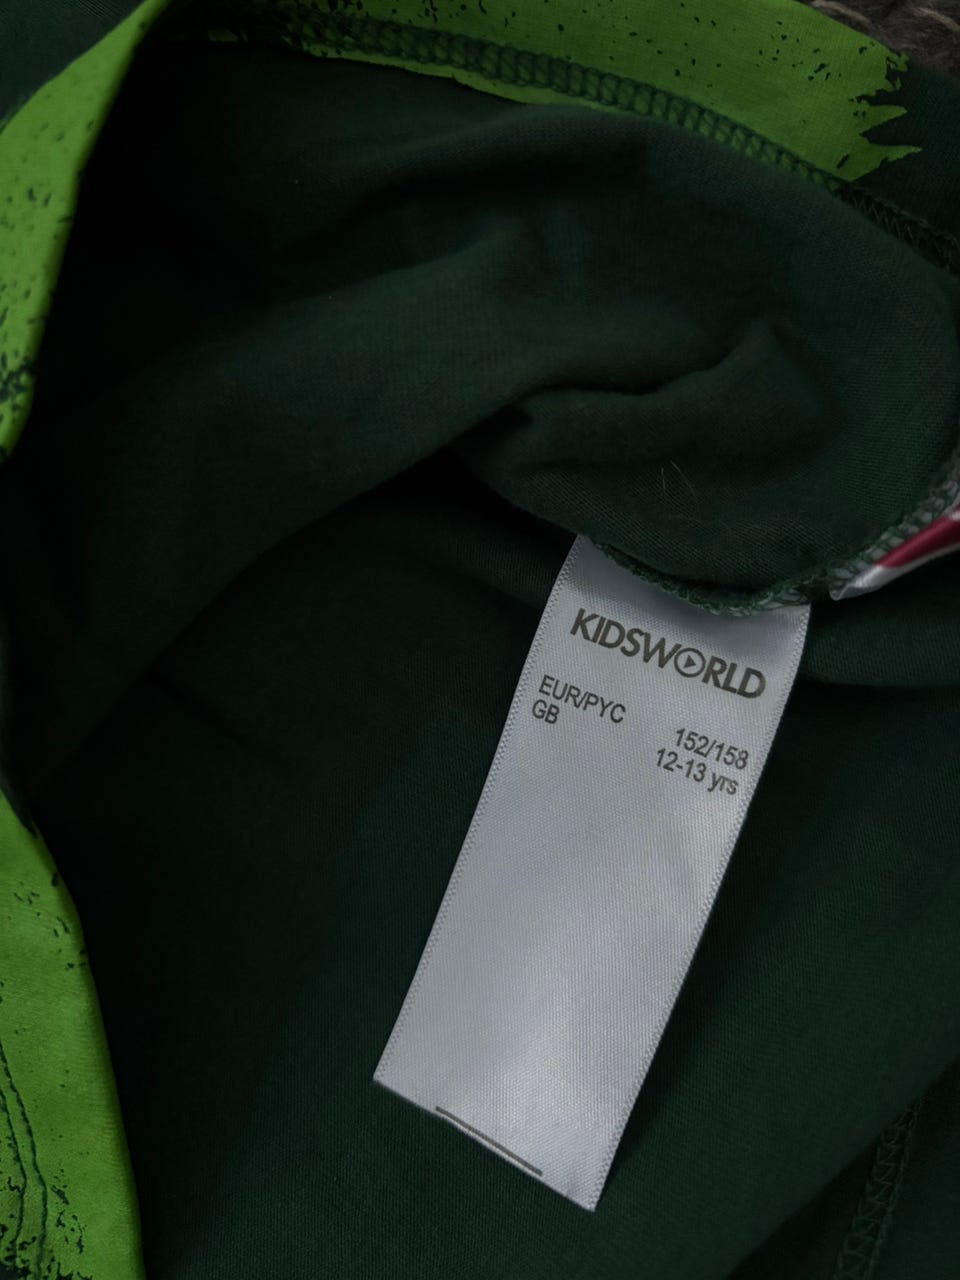 KIDSWORLD
EUR/PYC 152/158
GB 12-13 yrs